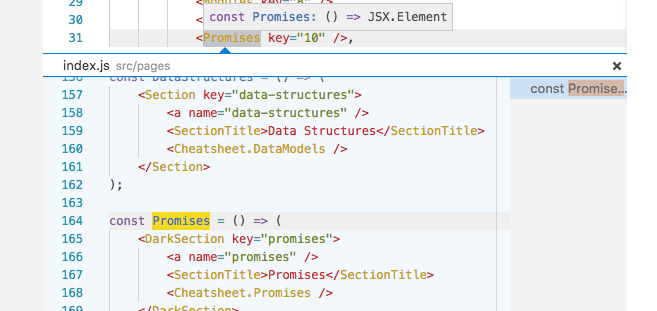 29 <Modules key="8" />,
const Promises: () => JSX.Element
30 <
31 <Promises key="10" />,
index.js src/pages
156 const DataStructures = () => (
const Promise...
157 <Section key="data-structures">
158 <a name="data-structures" />
159 <SectionTitle>Data Structures</SectionTitle>
160 <Cheatsheet.DataModels />
161 </Section>
162 );
163
164 const Promises = () => (
165 <DarkSection key="promises">
166 <a name="promises" />
167 <SectionTitle>Promises</SectionTitle>
168 <Cheatsheet.Promises />
169 </DarkSection>